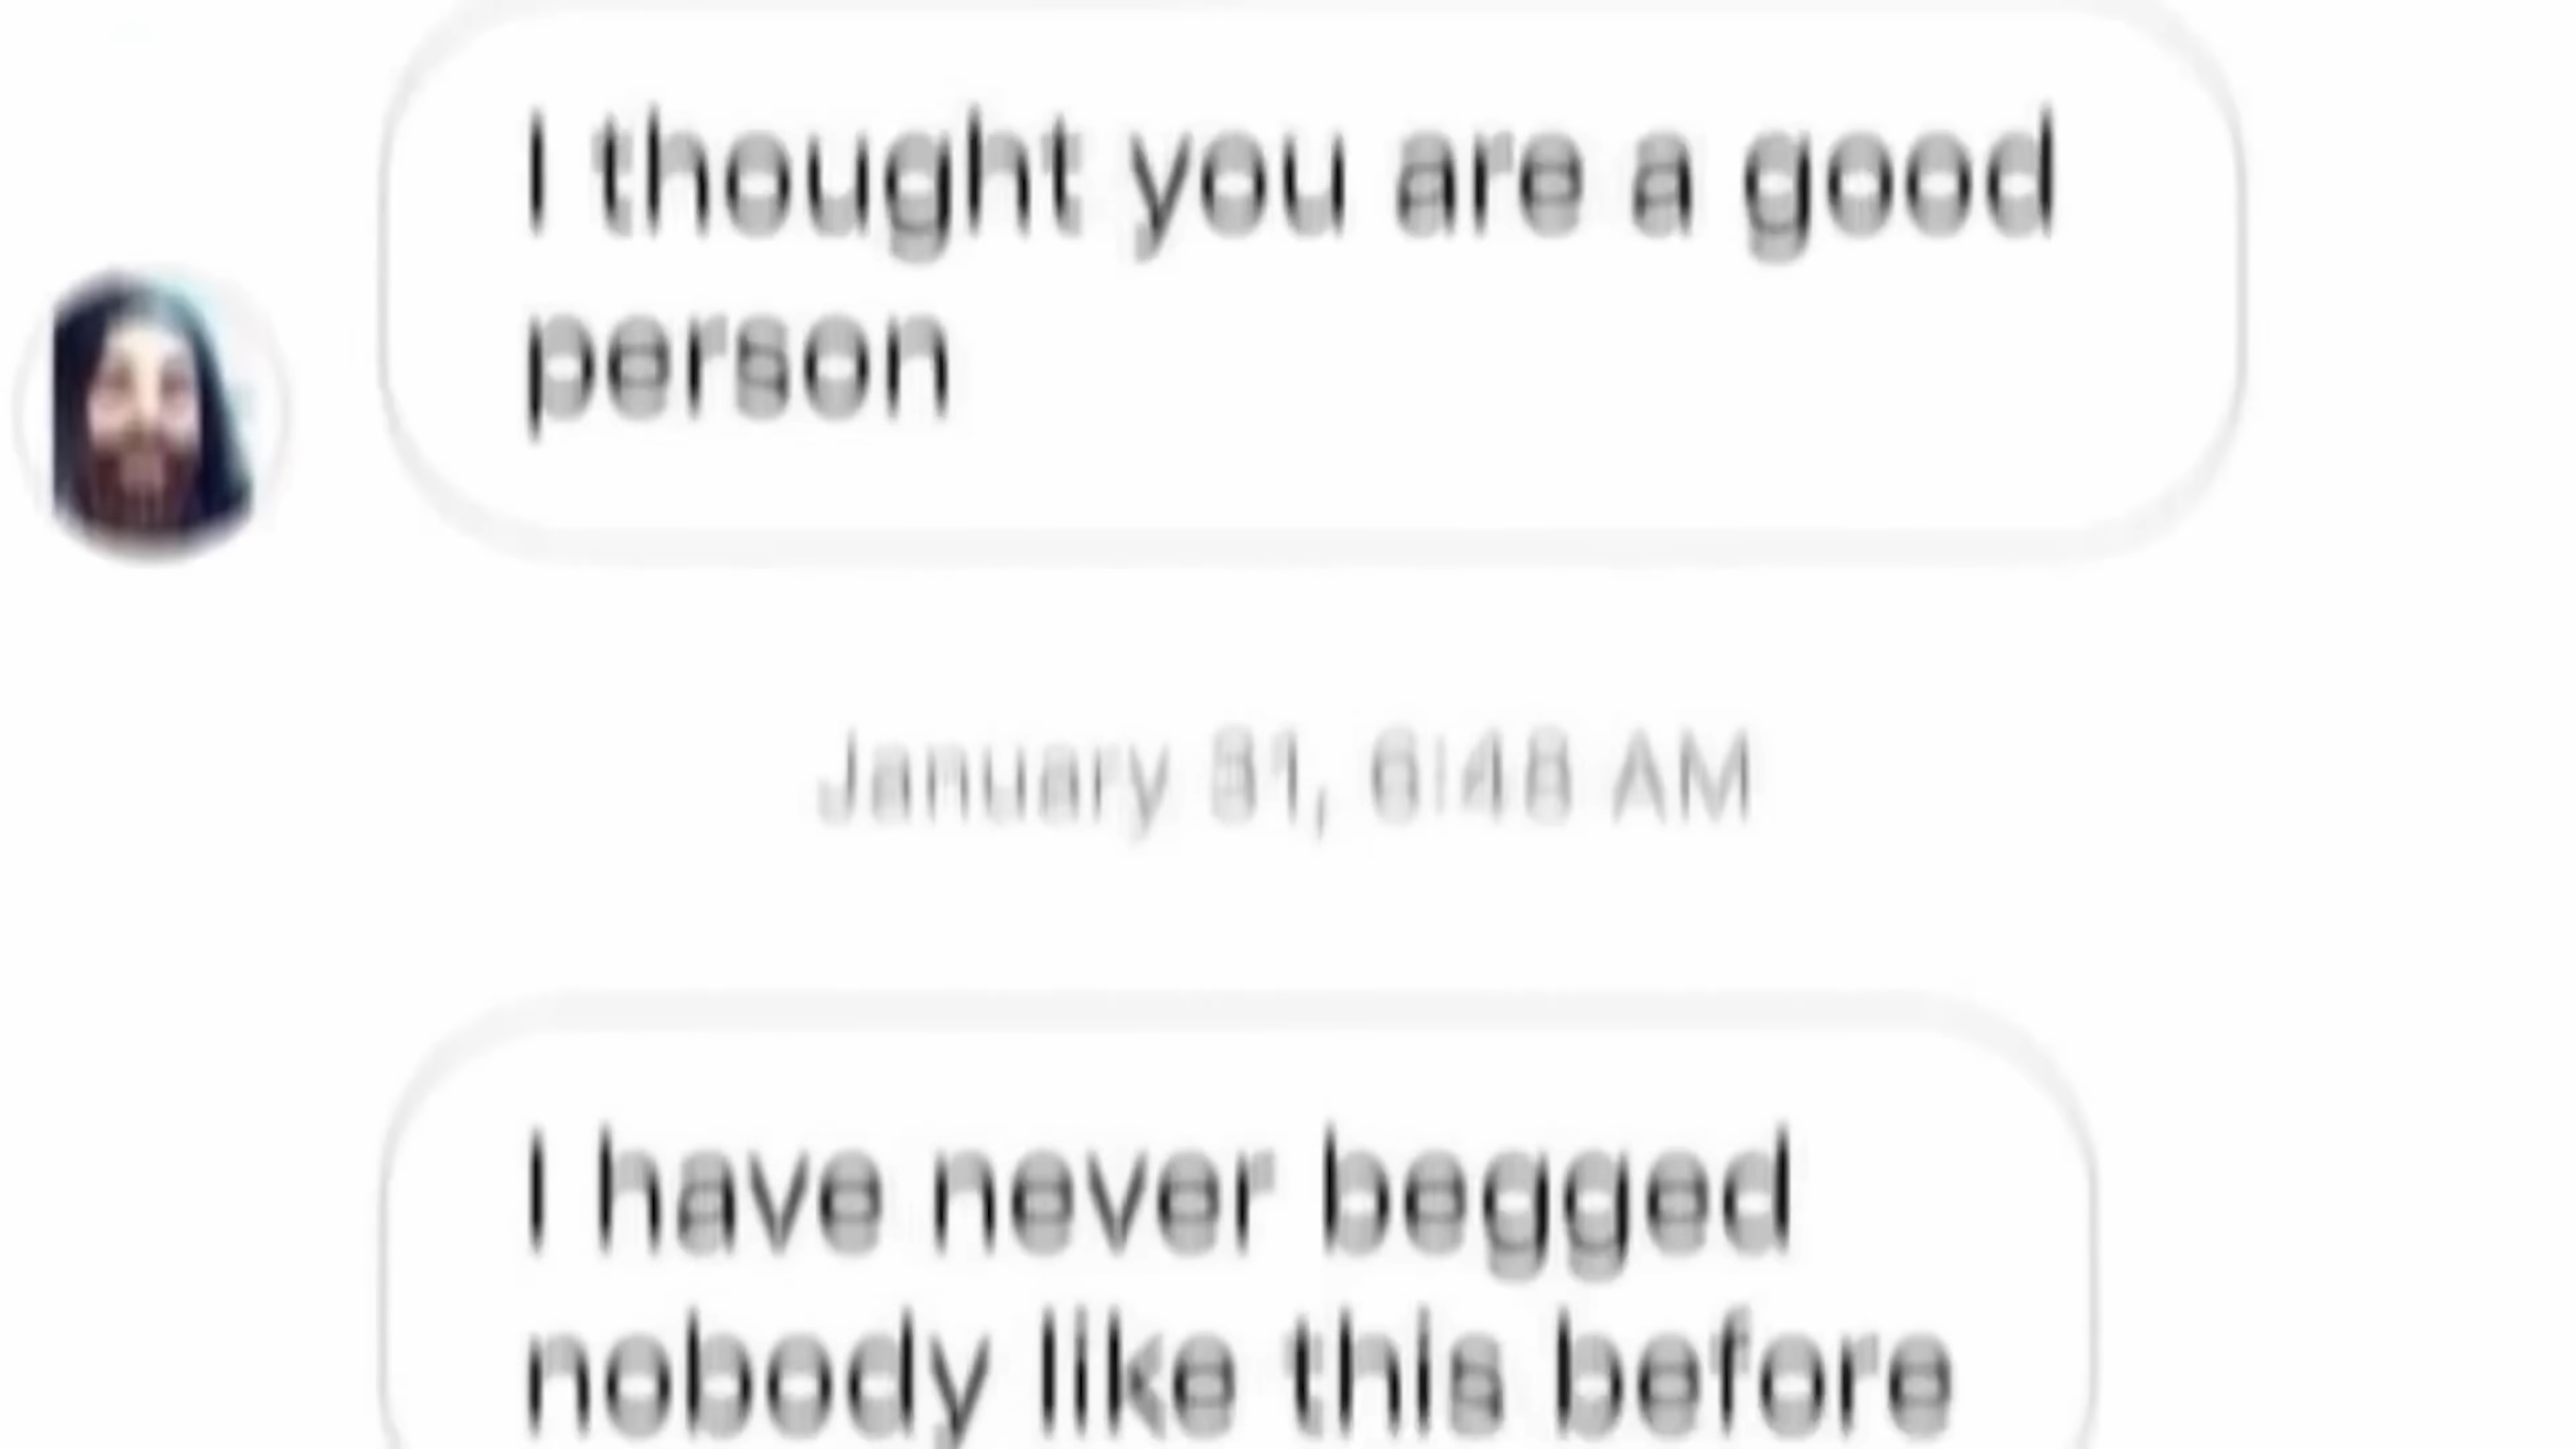 I thought you are a good
person
January 31, 6:48 AM
I have never begged
nobody like this before